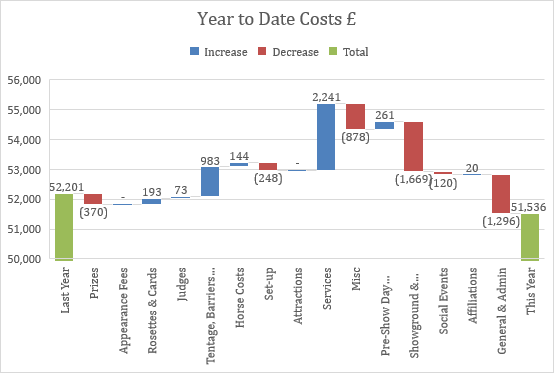 Year to Date Costs £
Increase Decrease Total
56,000
55,000
54,000
53,000
52,000
51,000
50,000
52,201
(370)
-
193
73
983
144
(248)
-
2,241
(878)
261
(1,669)
(120)
20
(1,296)
51,536
Last Year
Prizes
Appearance Fees
Rosettes & Cards
Judges
Tentage, Barriers...
Horse Costs
Set-up
Attractions
Services
Misc
Pre-Show Day...
Showground &...
Social Events
Affiliations
General & Admin
This Year